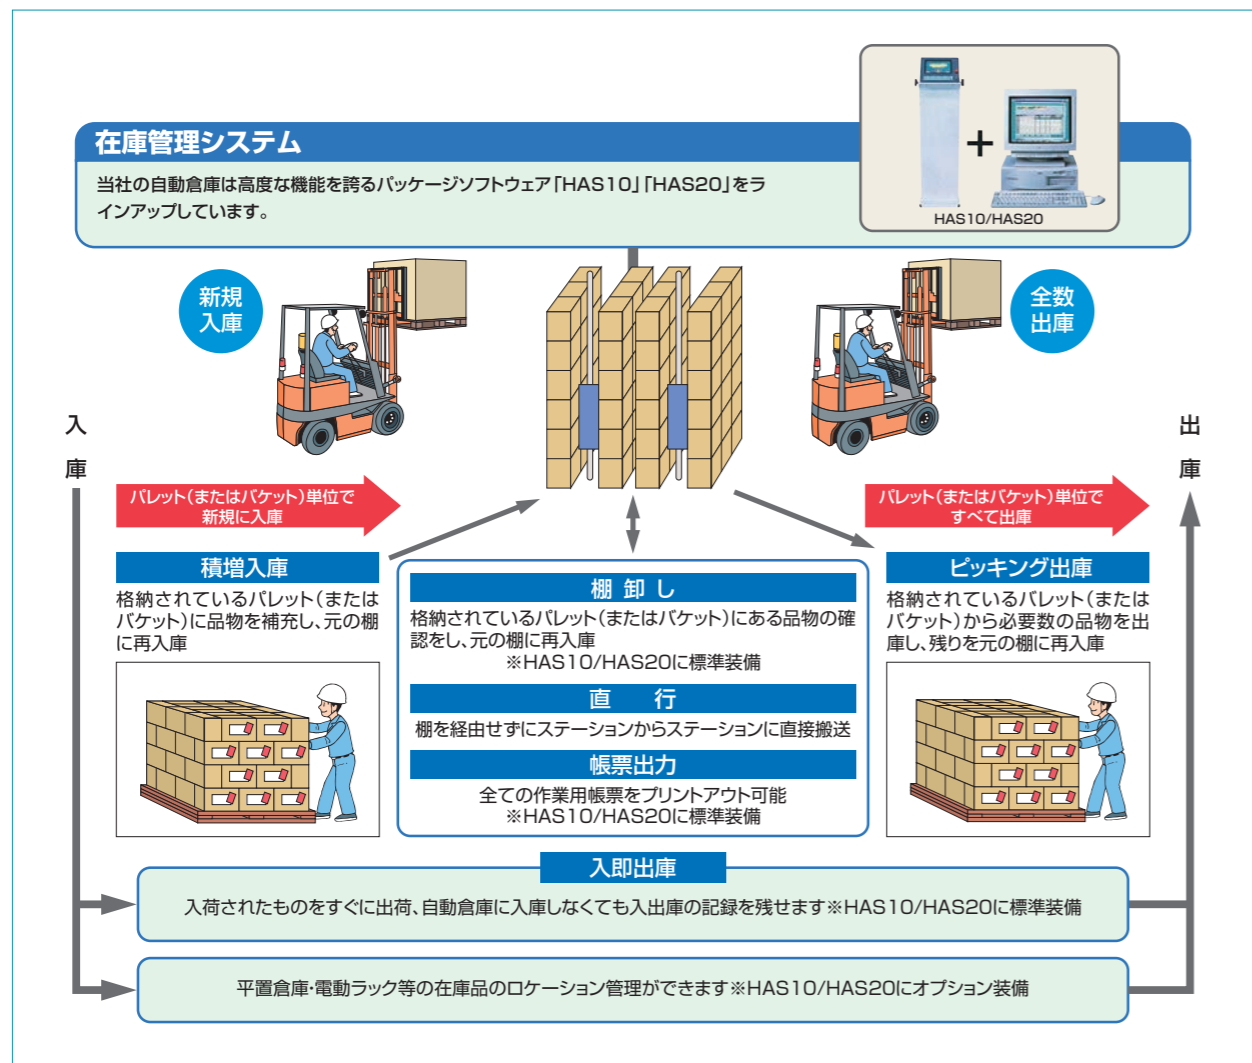 在庫管理システム
当社の自動倉庫は高度な機能を誇るパッケージソフトウェア「HAS10」「HAS20」をラ
インアップしています。
HAS10/HAS20
新規
入庫
全数
出庫
入
庫
出
庫
パレット(またはバケット)単位で
新規に入庫
パレット(またはバケット)単位で
すべて出庫
積増入庫
格納されているパレット(または
バケット)に品物を補充し、元の棚
に再入庫
棚卸し
格納されているパレット(またはバケット)にある品物の確
認をし、元の棚に再入庫
※HAS10/HAS20に標準装備
直 行
棚を経由せずにステーションからステーションに直接搬送
帳票出力
全ての作業用帳票をプリントアウト可能
※HAS10/HAS20に標準装備
ピッキング出庫
格納されているパレット(または
バケット)から必要数の品物を出
庫し、残りを元の棚に再入庫
入即出庫
入荷されたものをすぐに出荷、自動倉庫に入庫しなくても入出庫の記録を残せます※HAS10/HAS20に標準装備
平置倉庫・電動ラック等の在庫品のロケーション管理ができます※HAS10/HAS20にオプション装備